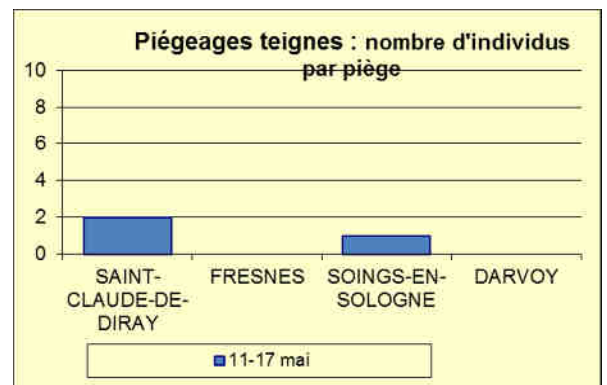 Piégeages teignes : nombre d'individus
par piège
10
8
6
4
2
0
SAINT-
CLAUDE-DE-
DIRAY
FRESNES
SOINGS-EN-
SOLOGNE
DARVOY
11-17 mai